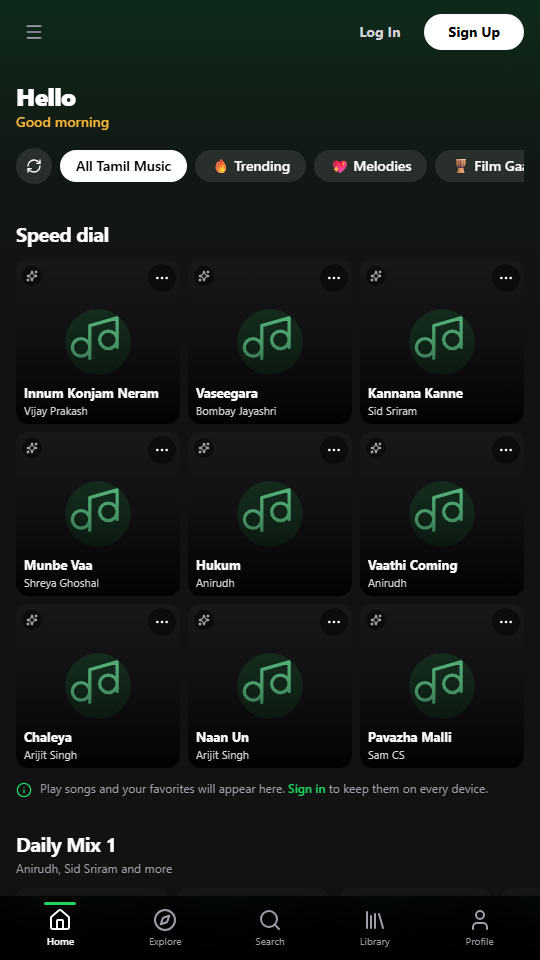 Log In
Sign Up
Hello
Good morning
All Tamil Music
🔥 Trending
💖 Melodies
🪘 Film Gaa
Speed dial
Innum Konjam Neram
Vijay Prakash
Vaseegara
Bombay Jayashri
Kannana Kanne
Sid Sriram
Munbe Vaa
Shreya Ghoshal
Hukum
Anirudh
Vaathi Coming
Anirudh
Chaleya
Arijit Singh
Naan Un
Arijit Singh
Pavazha Malli
Sam CS
Play songs and your favorites will appear here. Sign in to keep them on every device.
Daily Mix 1
Anirudh, Sid Sriram and more
Home
Explore
Search
Library
Profile